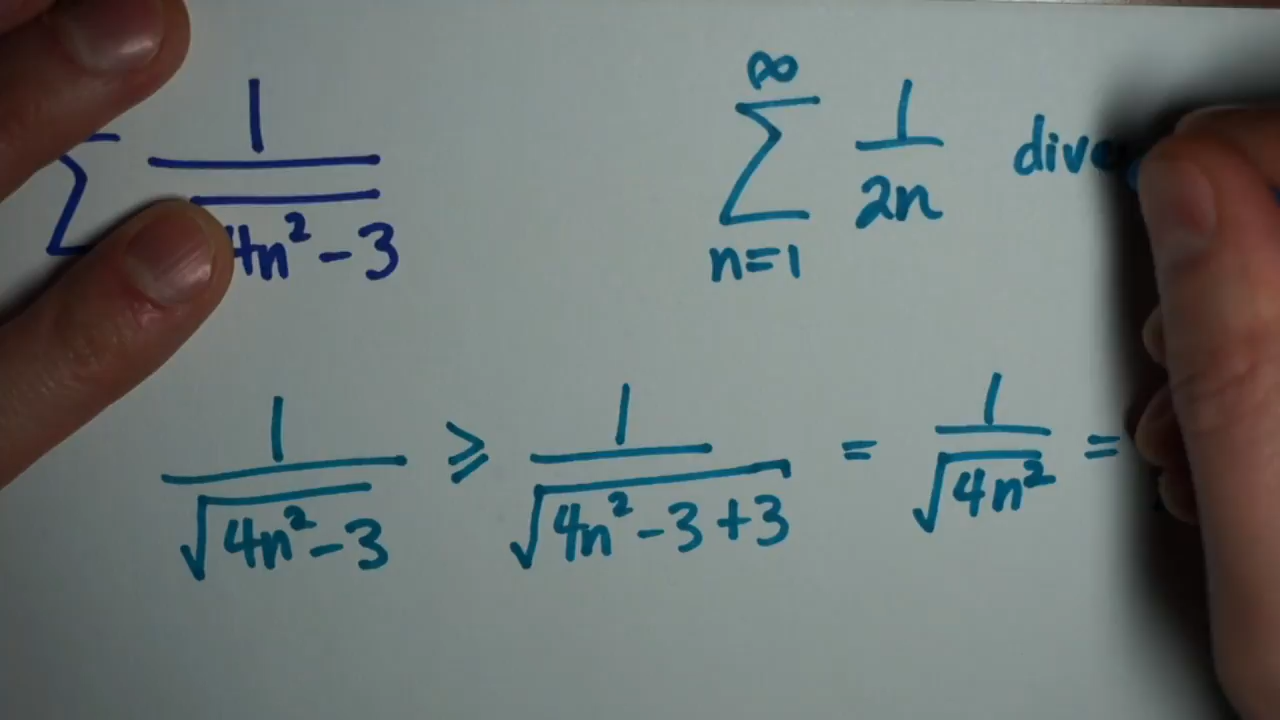 ∑ 1/√(4n² − 3)
∞ ∑ n=1 1/2n
1/√(4n² − 3) ⩾ 1/√(4n² − 3 + 3) = 1/√(4n²) =